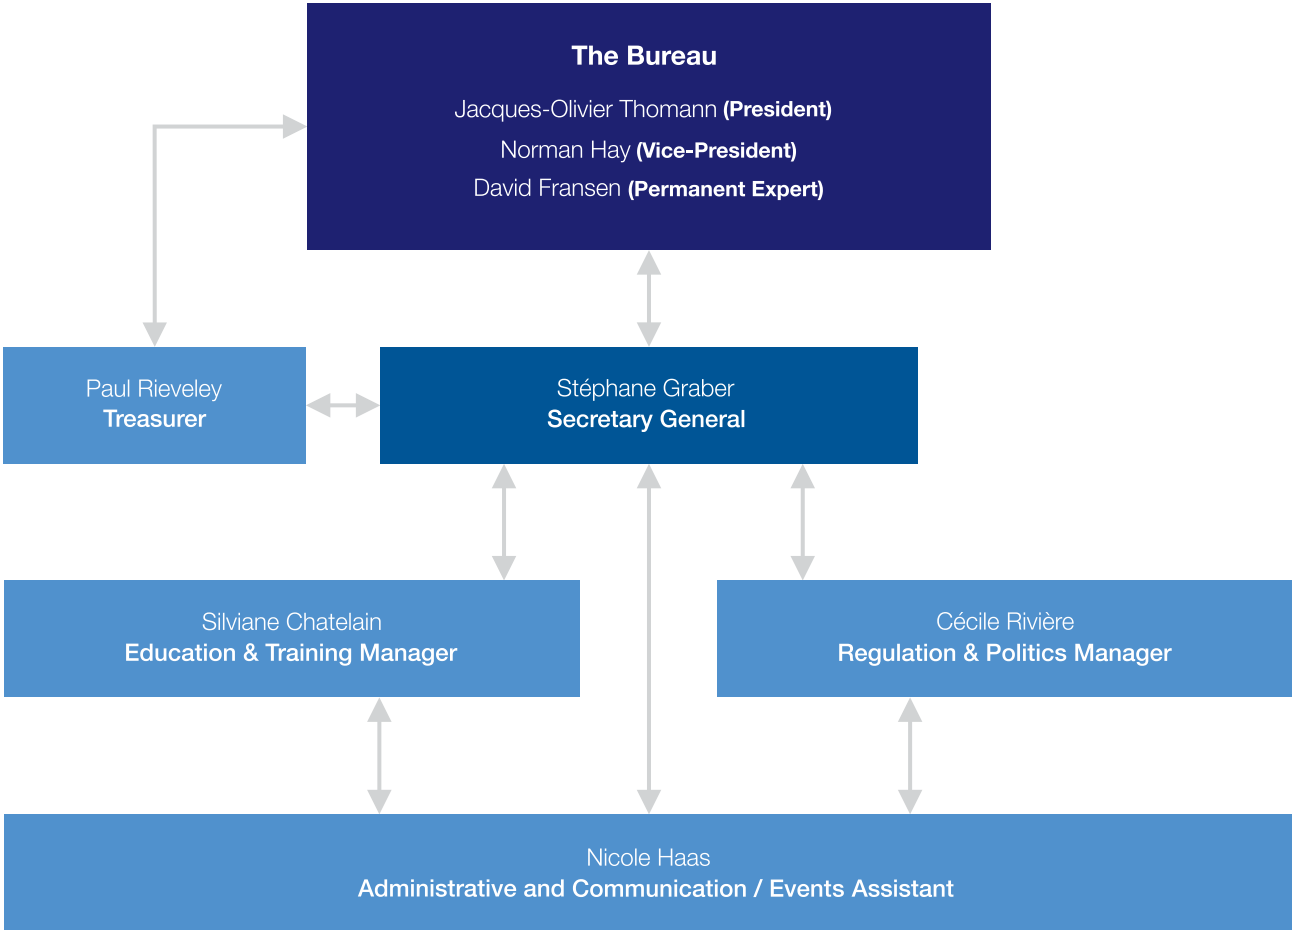 The Bureau
Jacques-Olivier Thomann (President)
Norman Hay (Vice-President)
David Fransen (Permanent Expert)
Paul Rieveley
Treasurer
Stéphane Graber
Secretary General
Silviane Chatelain
Education & Training Manager
Cécile Rivière
Regulation & Politics Manager
Nicole Haas
Administrative and Communication / Events Assistant